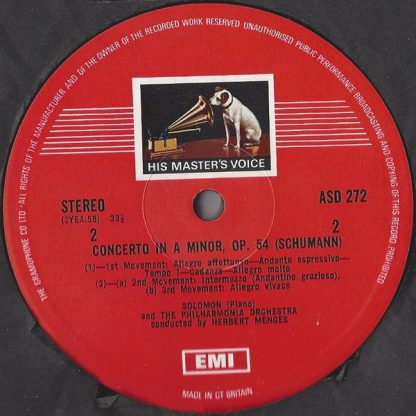 THE GRAMOPHONE CO LTD - ALL RIGHTS OF THE MANUFACTURER AND OF THE OWNER OF THE RECORDED WORK RESERVED UNAUTHORISED PUBLIC PERFORMANCE BROADCASTING AND COPYING OF THIS RECORD PROHIBITED
HIS MASTER'S VOICE
STEREO
ASD 272
(2YEA.55) 33⅓
2
2
CONCERTO IN A MINOR, OP. 54 (SCHUMANN)
(1)—1st Movement: Allegro affettuoso—Andante espressivo—
Tempo I—Cadenza—Allegro molto
(2)—(a) 2nd Movement: Intermezzo (Andantino grazioso).
(b) 3rd Movement: Allegro vivace
SOLOMON (Piano)
and THE PHILHARMONIA ORCHESTRA
conducted by HERBERT MENGES
EMI
MADE IN GT BRITAIN